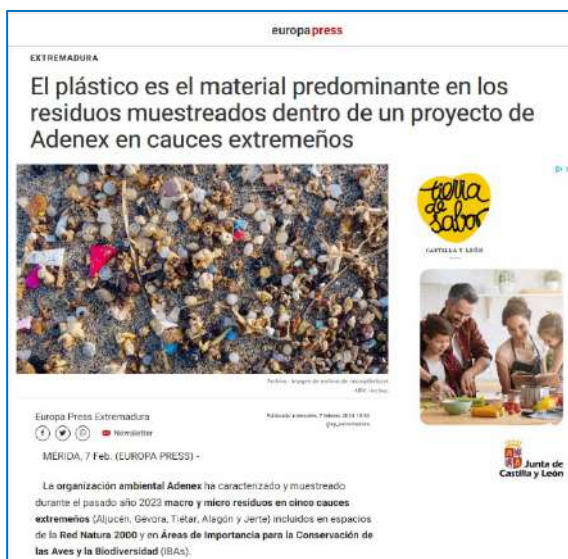 europapress
EXTREMADURA
El plástico es el material predominante en los
residuos muestreados dentro de un proyecto de
Adenex en cauces extremeños
tierra
de
sabor
CASTILLA Y LEÓN
Europa Press Extremadura
Newsletter
MÉRIDA, 7 Feb. (EUROPA PRESS) -
La organización ambiental Adenex ha caracterizado y muestreado
durante el pasado año 2023 macro y micro residuos en cinco cauces
extremeños (Aljucén, Gévora, Tiétar, Alagón y Jerte) incluidos en espacios
de la Red Natura 2000 y en Áreas de Importancia para la Conservación de
las Aves y la Biodiversidad (IBAs).
Junta de
Castilla y León